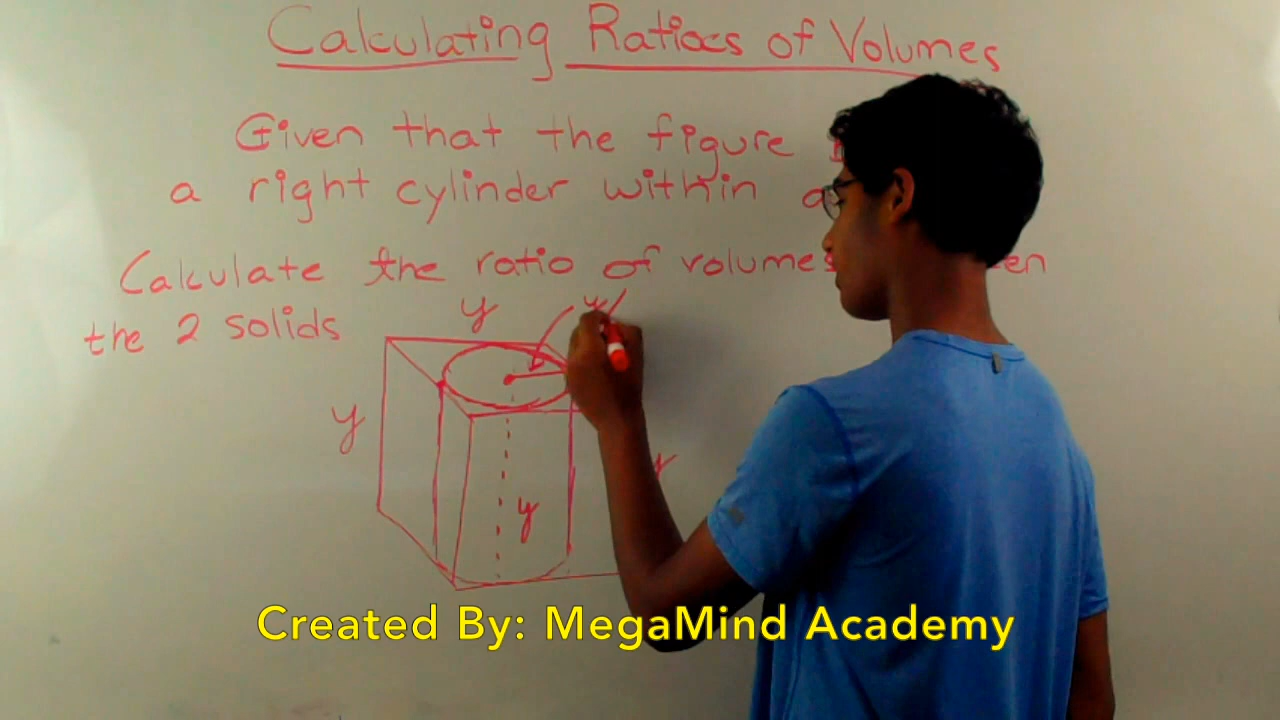 Calculating Ratios of Volumes
Given that the figure
a right cylinder within a
Calculate the ratio of volumes
the 2 solids
y
y
y
y
Created By: MegaMind Academy